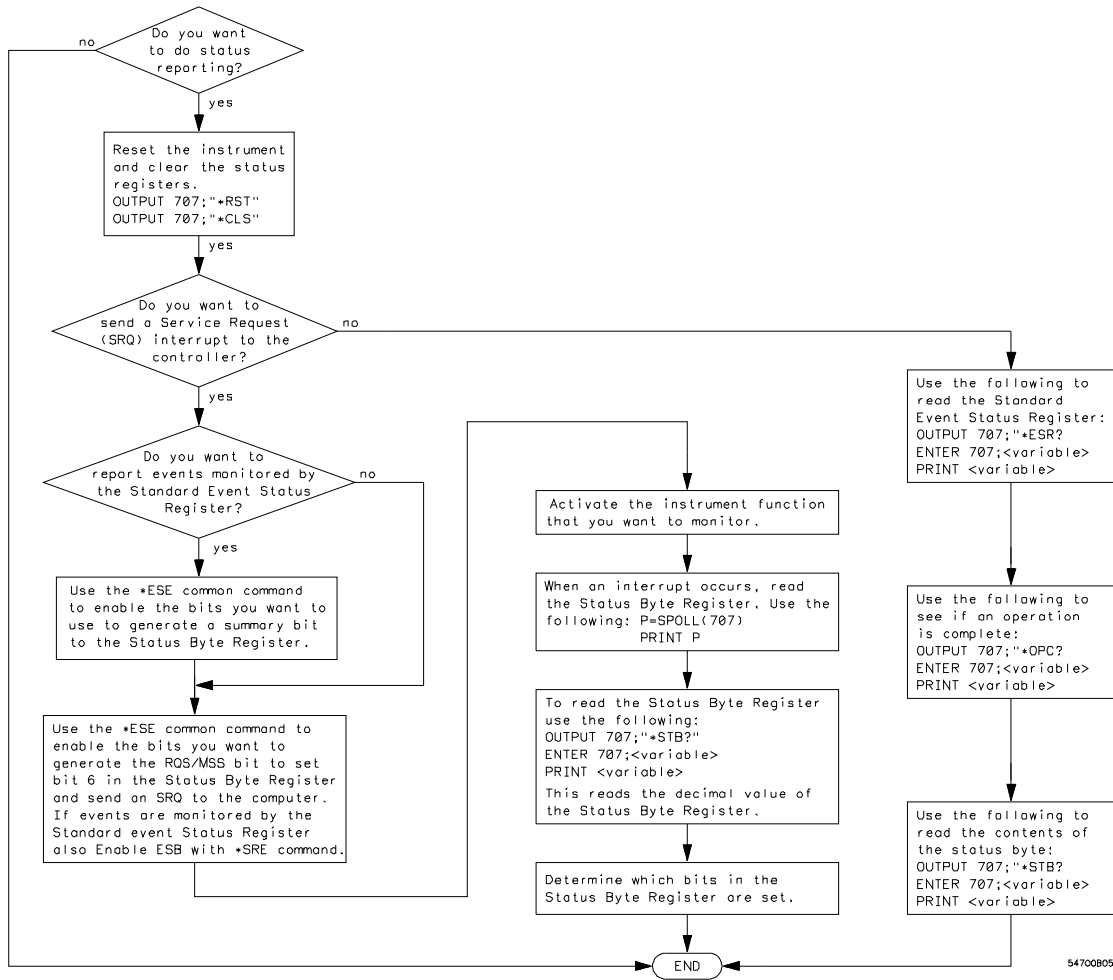 Do you want
to do status
reporting?
no
yes
Reset the instrument
and clear the status
registers.
OUTPUT 707;"*RST"
OUTPUT 707;"*CLS"
yes
Do you want to
send a Service Request
(SRQ) interrupt to the
controller?
no
yes
Do you want to
report events monitored by
the Standard Event Status
Register?
no
yes
Use the *ESE common command
to enable the bits you want to
use to generate a summary bit
to the Status Byte Register.
Use the *ESE common command to
enable the bits you want to
generate the RQS/MSS bit to set
bit 6 in the Status Byte Register
and send an SRQ to the computer.
If events are monitored by the
Standard event Status Register
also Enable ESB with *SRE command.
Activate the instrument function
that you want to monitor.
When an interrupt occurs, read
the Status Byte Register. Use the
following: P=SPOLL(707)
PRINT P
To read the Status Byte Register
use the following:
OUTPUT 707;"*STB?"
ENTER 707;<variable>
PRINT <variable>
This reads the decimal value of
the Status Byte Register.
Determine which bits in the
Status Byte Register are set.
Use the following to
read the Standard
Event Status Register:
OUTPUT 707;"*ESR?
ENTER 707;<variable>
PRINT <variable>
Use the following to
see if an operation
is complete:
OUTPUT 707;"*OPC?
ENTER 707;<variable>
PRINT <variable>
Use the following to
read the contents of
the status byte:
OUTPUT 707;"*STB?
ENTER 707;<variable>
PRINT <variable>
END
54700B05